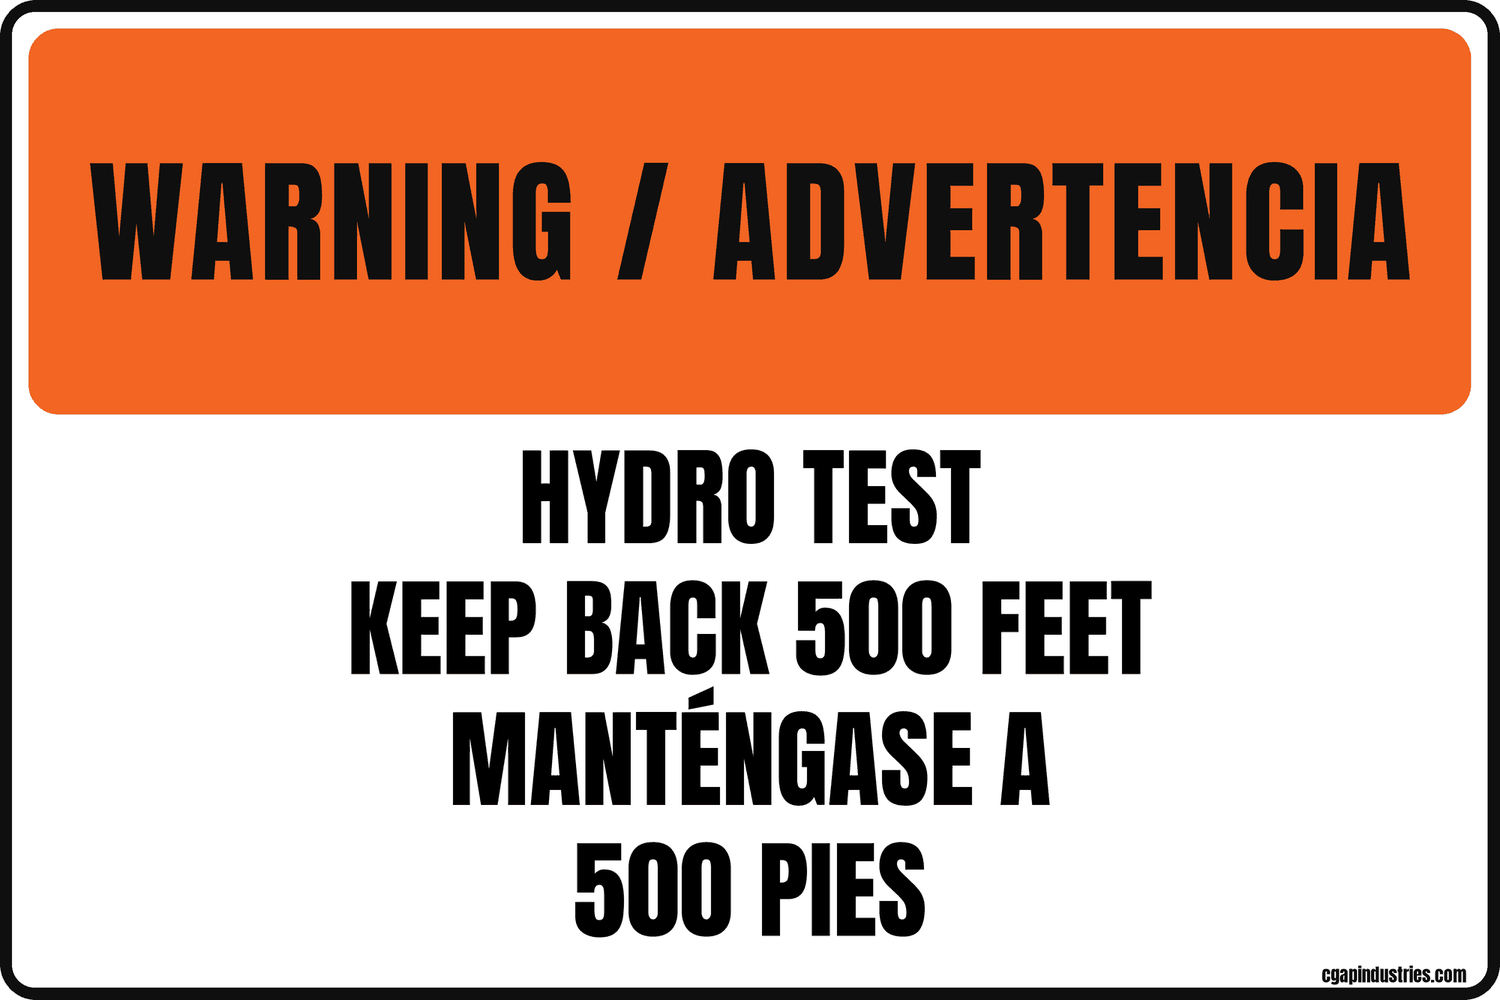 WARNING / ADVERTENCIA
HYDRO TEST
KEEP BACK 500 FEET
MANTÉNGASE A
500 PIES
cgapindustries.com